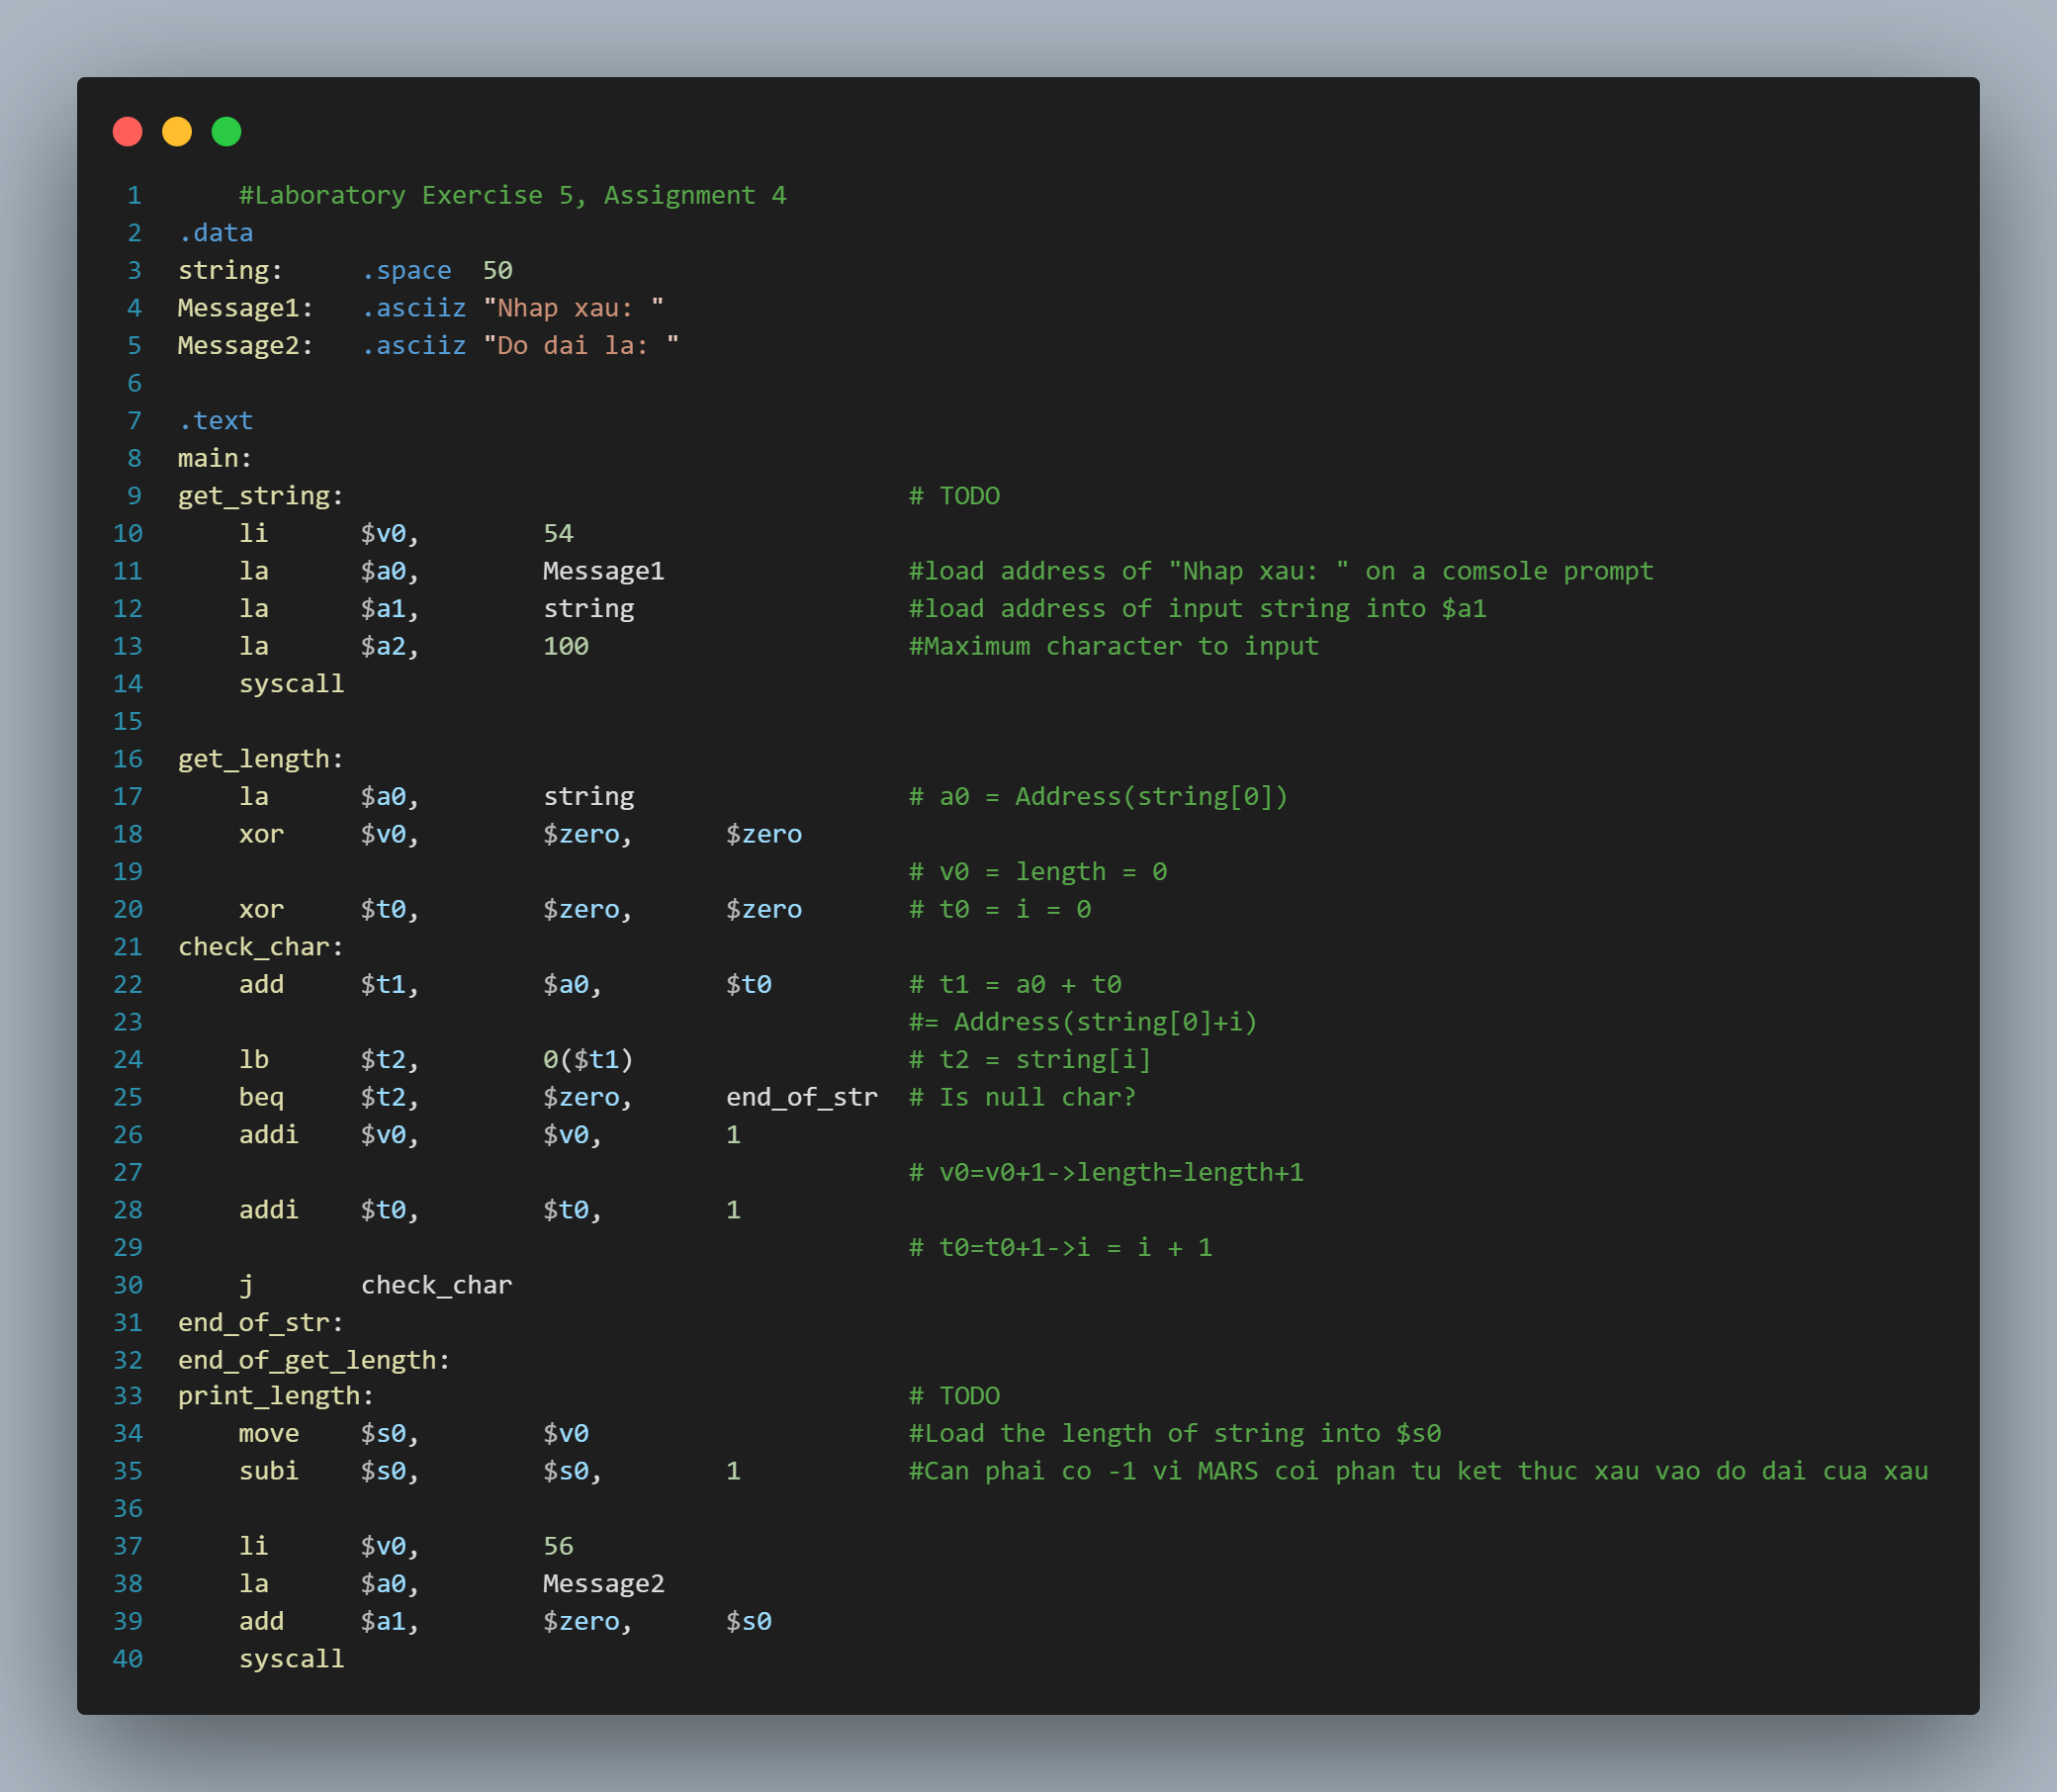 1 #Laboratory Exercise 5, Assignment 4
2 .data
3 string: .space 50
4 Message1: .asciiz "Nhap xau: "
5 Message2: .asciiz "Do dai la: "
6
7 .text
8 main:
9 get_string: # TODO
10 li $v0, 54
11 la $a0, Message1 #load address of "Nhap xau: " on a comsole prompt
12 la $a1, string #load address of input string into $a1
13 la $a2, 100 #Maximum character to input
14 syscall
15
16 get_length:
17 la $a0, string # a0 = Address(string[0])
18 xor $v0, $zero, $zero
19 # v0 = length = 0
20 xor $t0, $zero, $zero # t0 = i = 0
21 check_char:
22 add $t1, $a0, $t0 # t1 = a0 + t0
23 #= Address(string[0]+i)
24 lb $t2, 0($t1) # t2 = string[i]
25 beq $t2, $zero, end_of_str # Is null char?
26 addi $v0, $v0, 1
27 # v0=v0+1->length=length+1
28 addi $t0, $t0, 1
29 # t0=t0+1->i = i + 1
30 j check_char
31 end_of_str:
32 end_of_get_length:
33 print_length: # TODO
34 move $s0, $v0 #Load the length of string into $s0
35 subi $s0, $s0, 1 #Can phai co -1 vi MARS coi phan tu ket thuc xau vao do dai cua xau
36
37 li $v0, 56
38 la $a0, Message2
39 add $a1, $zero, $s0
40 syscall